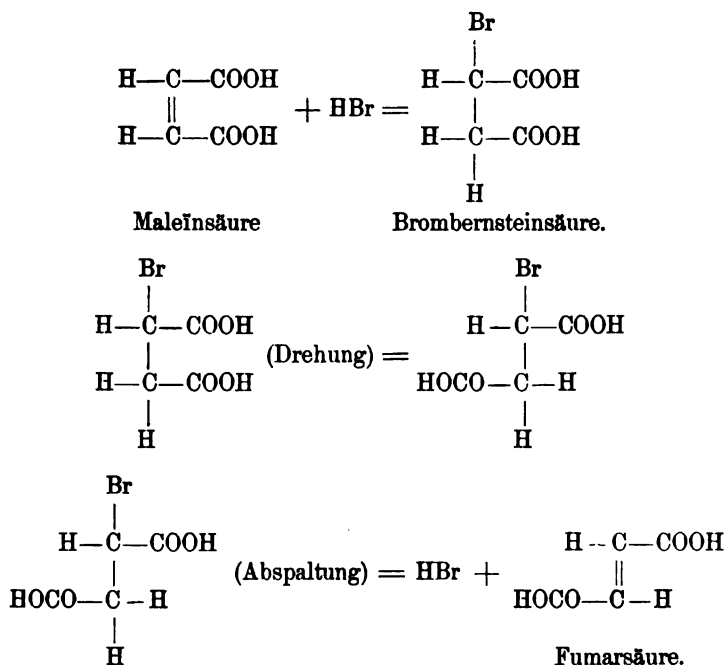 Br
H—C—COOH H—C—COOH
+ HBr =
H—C—COOH H—C—COOH
H
Maleïnsäure Brombernsteinsäure.
Br Br
H—C—COOH H—C—COOH
(Drehung) =
H—C—COOH HOCO—C—H
H H
Br
H—C—COOH H--C—COOH
(Abspaltung) = HBr +
HOCO—C—H HOCO—C—H
H Fumarsäure.